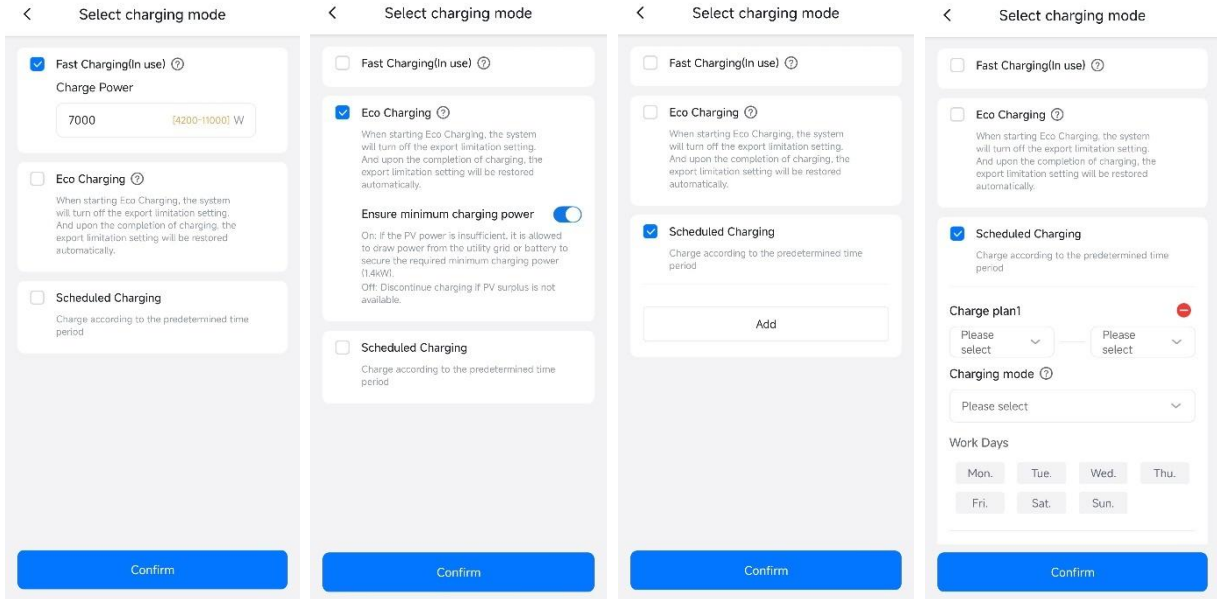 Select charging mode
Fast Charging(In use)
Charge Power
7000 [4200-11000] W
Eco Charging
When starting Eco Charging, the system
will turn off the export limitation setting.
And upon the completion of charging, the
export limitation setting will be restored
automatically.
Scheduled Charging
Charge according to the predetermined time
period
Confirm
Select charging mode
Fast Charging(In use)
Eco Charging
When starting Eco Charging, the system
will turn off the export limitation setting.
And upon the completion of charging, the
export limitation setting will be restored
automatically.
Ensure minimum charging power
On: If the PV power is insufficient, it is allowed
to draw power from the utility grid or battery to
secure the required minimum charging power
(1.4kW).
Off: Discontinue charging if PV surplus is not
available.
Scheduled Charging
Charge according to the predetermined time
period
Confirm
Select charging mode
Fast Charging(In use)
Eco Charging
When starting Eco Charging, the system
will turn off the export limitation setting.
And upon the completion of charging, the
export limitation setting will be restored
automatically.
Scheduled Charging
Charge according to the predetermined time
period
Add
Confirm
Select charging mode
Fast Charging(In use)
Eco Charging
When starting Eco Charging, the system
will turn off the export limitation setting.
And upon the completion of charging, the
export limitation setting will be restored
automatically.
Scheduled Charging
Charge according to the predetermined time
period
Charge plan1
Please
select
Please
select
Charging mode
Please select
Work Days
Mon. Tue. Wed. Thu.
Fri. Sat. Sun.
Confirm